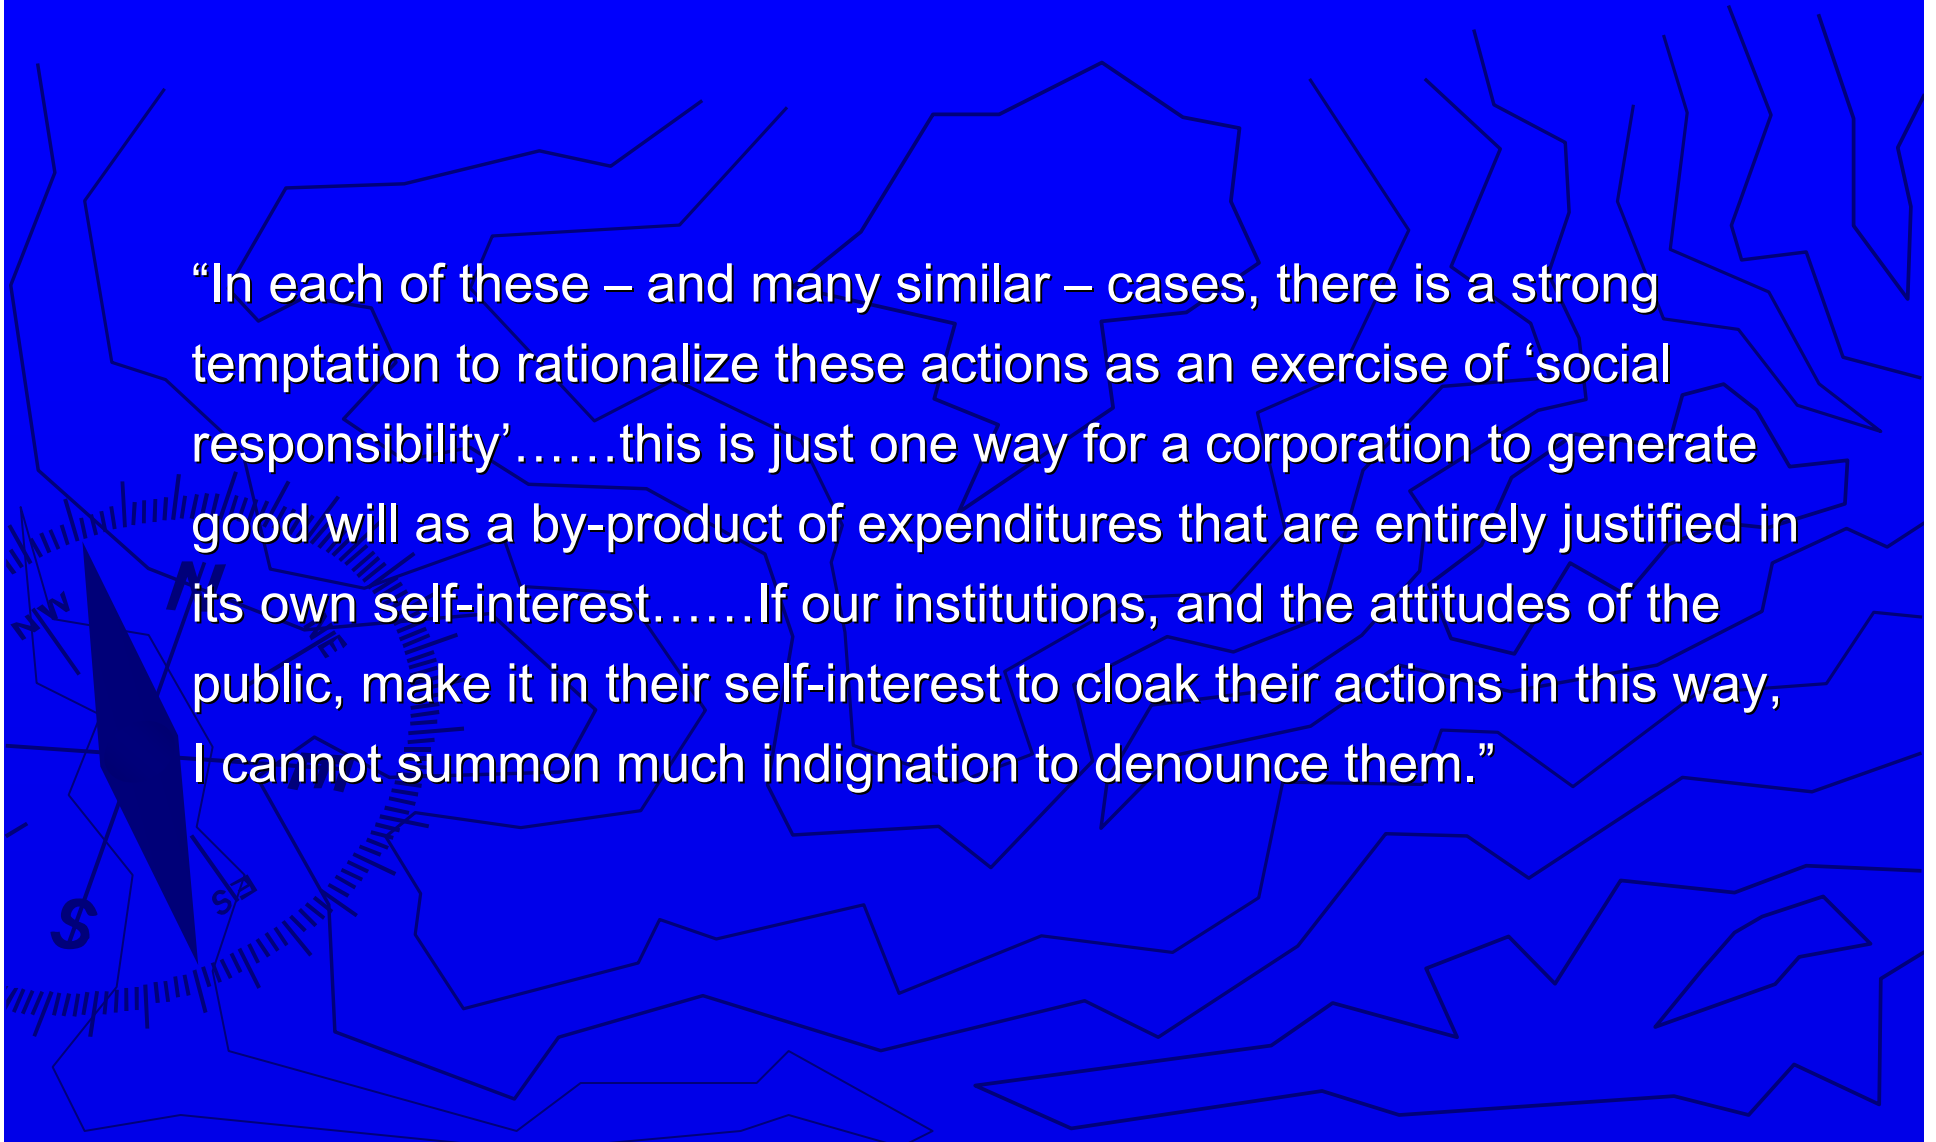 “In each of these – and many similar – cases, there is a strong
temptation to rationalize these actions as an exercise of ‘social
responsibility’……this is just one way for a corporation to generate
good will as a by-product of expenditures that are entirely justified in
its own self-interest……If our institutions, and the attitudes of the
public, make it in their self-interest to cloak their actions in this way,
I cannot summon much indignation to denounce them.”
N
NW
NE
E
SE
S